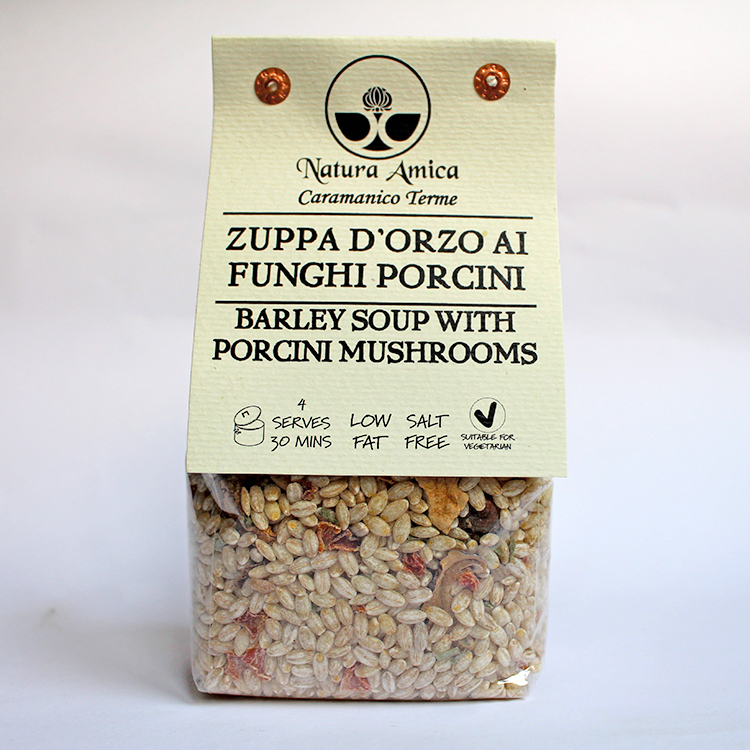 Natura Amica
Caramanico Terme
ZUPPA D'ORZO AI
FUNGHI PORCINI
BARLEY SOUP WITH
PORCINI MUSHROOMS
4
SERVES
30 MINS
LOW
FAT
SALT
FREE
SUITABLE FOR
VEGETARIAN